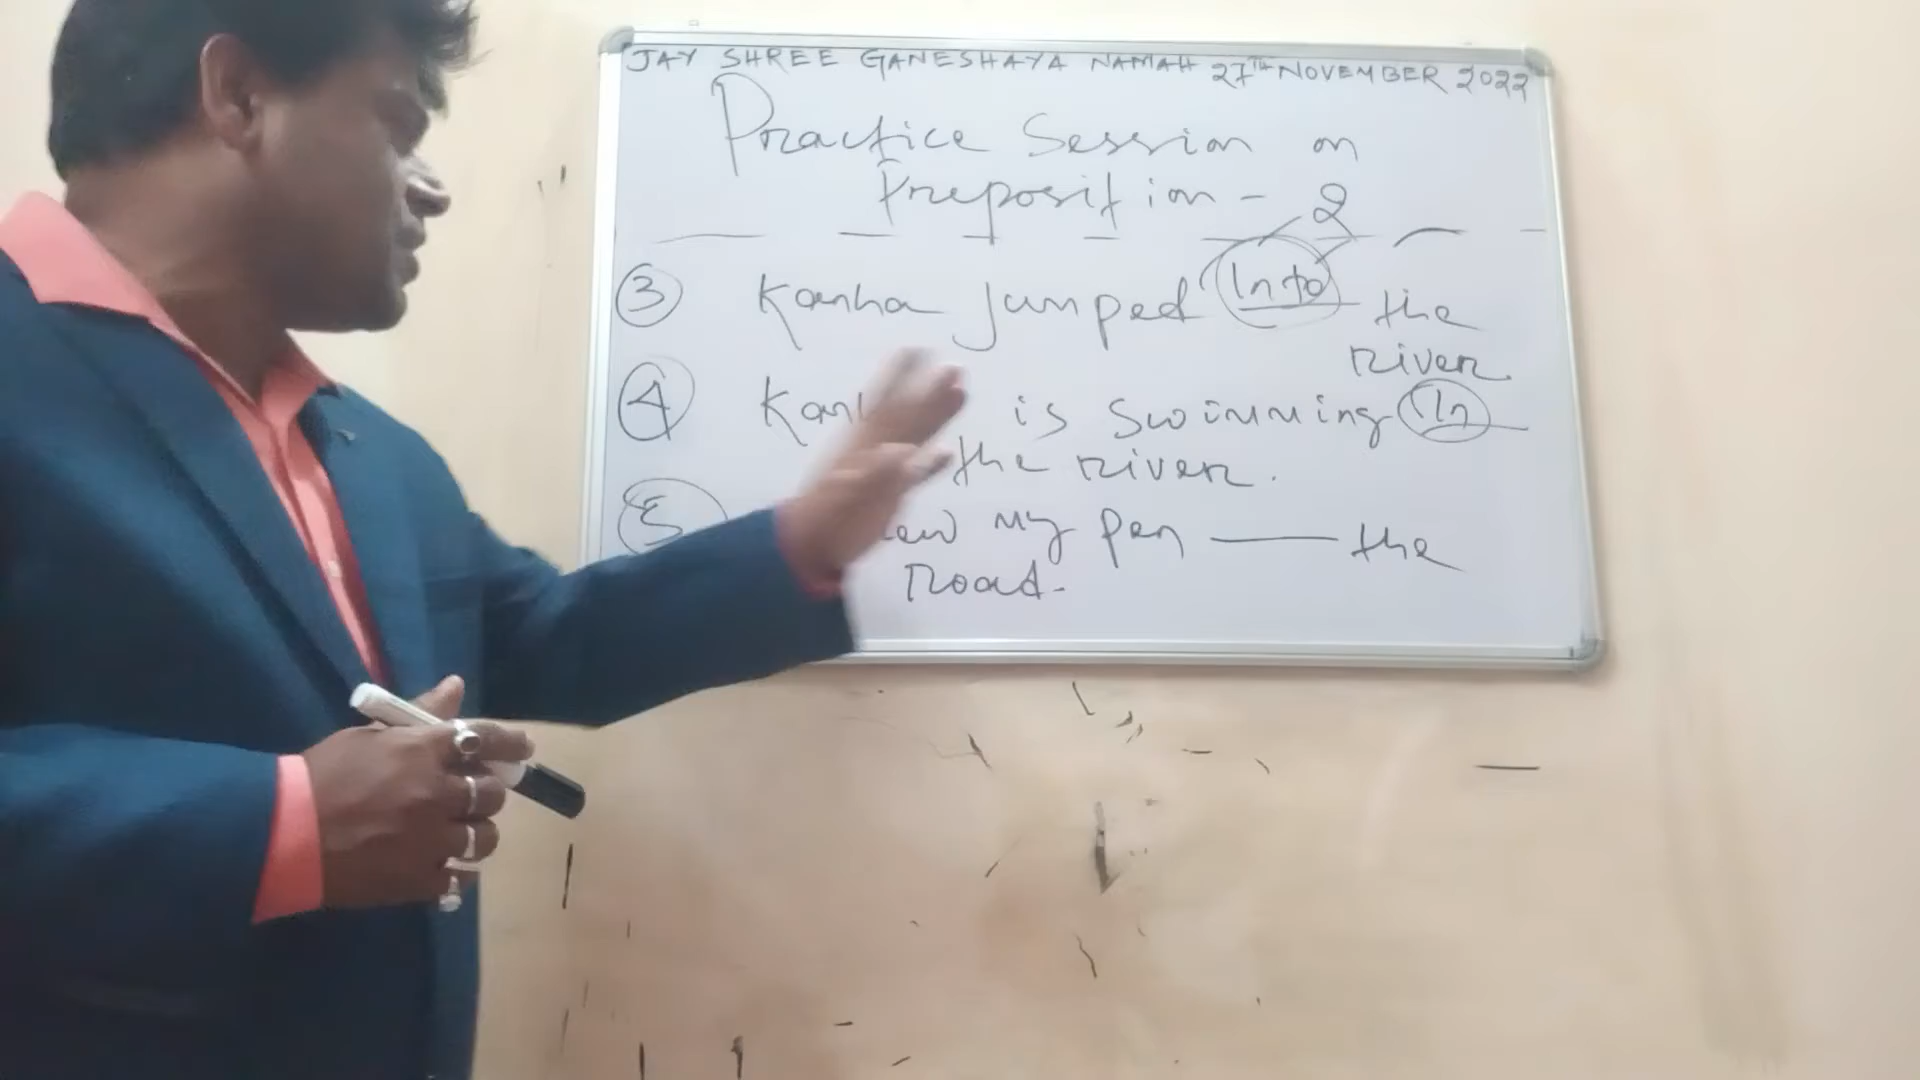 JAY SHREE GANESHAYA NAMAH 27TH NOVEMBER 2022
Practice Session on
Preposition - 2
3 Kanha jumped Into the
river.
4 is swimming In
the river.
5 my pen ___ the
Road.